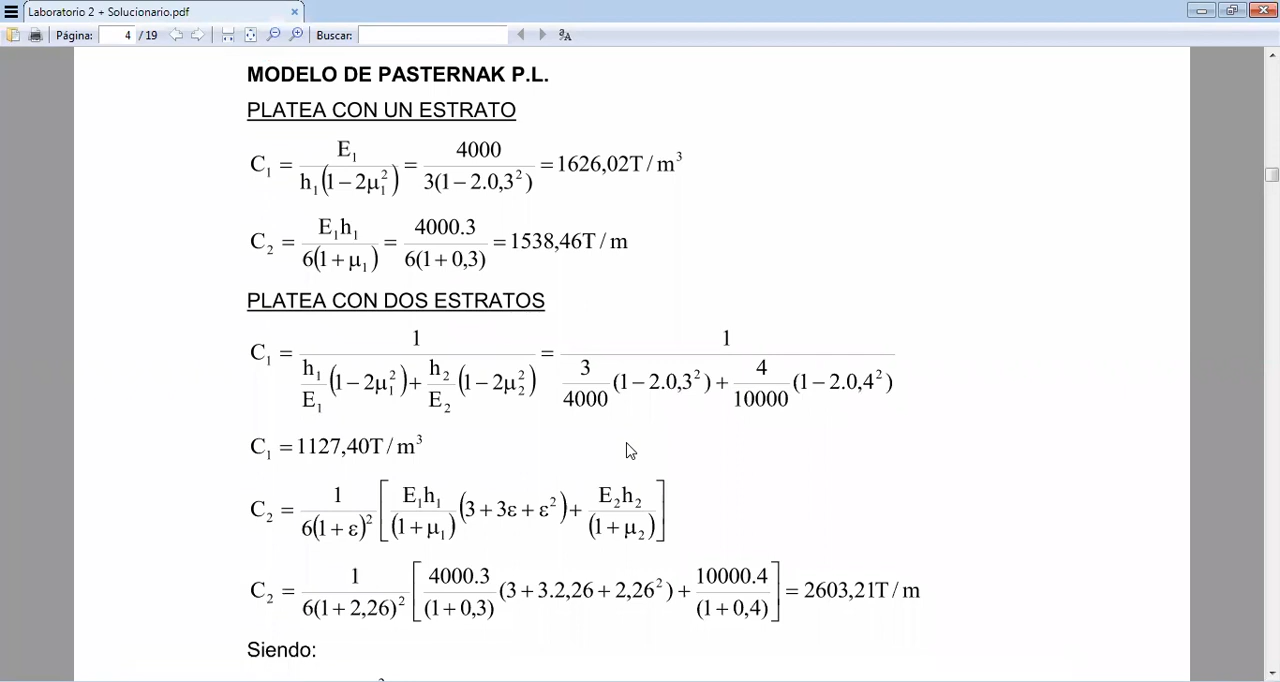 Laboratorio 2 + Solucionario.pdf
Página: 4 / 19 Buscar:
MODELO DE PASTERNAK P.L.
PLATEA CON UN ESTRATO
C₁ = E₁ / h₁(1 − 2μ₁²) = 4000 / 3(1 − 2.0,3²) = 1626,02T / m³
C₂ = E₁h₁ / 6(1 + μ₁) = 4000.3 / 6(1 + 0,3) = 1538,46T / m
PLATEA CON DOS ESTRATOS
C₁ = 1 / h₁/E₁ (1 − 2μ₁²) + h₂/E₂ (1 − 2μ₂²) = 1 / 3/4000 (1 − 2.0,3²) + 4/10000 (1 − 2.0,4²)
C₁ = 1127,40T / m³
C₂ = 1 / 6(1 + ε)² [ E₁h₁ / (1 + μ₁) (3 + 3ε + ε²) + E₂h₂ / (1 + μ₂) ]
C₂ = 1 / 6(1 + 2,26)² [ 4000.3 / (1 + 0,3) (3 + 3.2,26 + 2,26²) + 10000.4 / (1 + 0,4) ] = 2603,21T / m
Siendo: